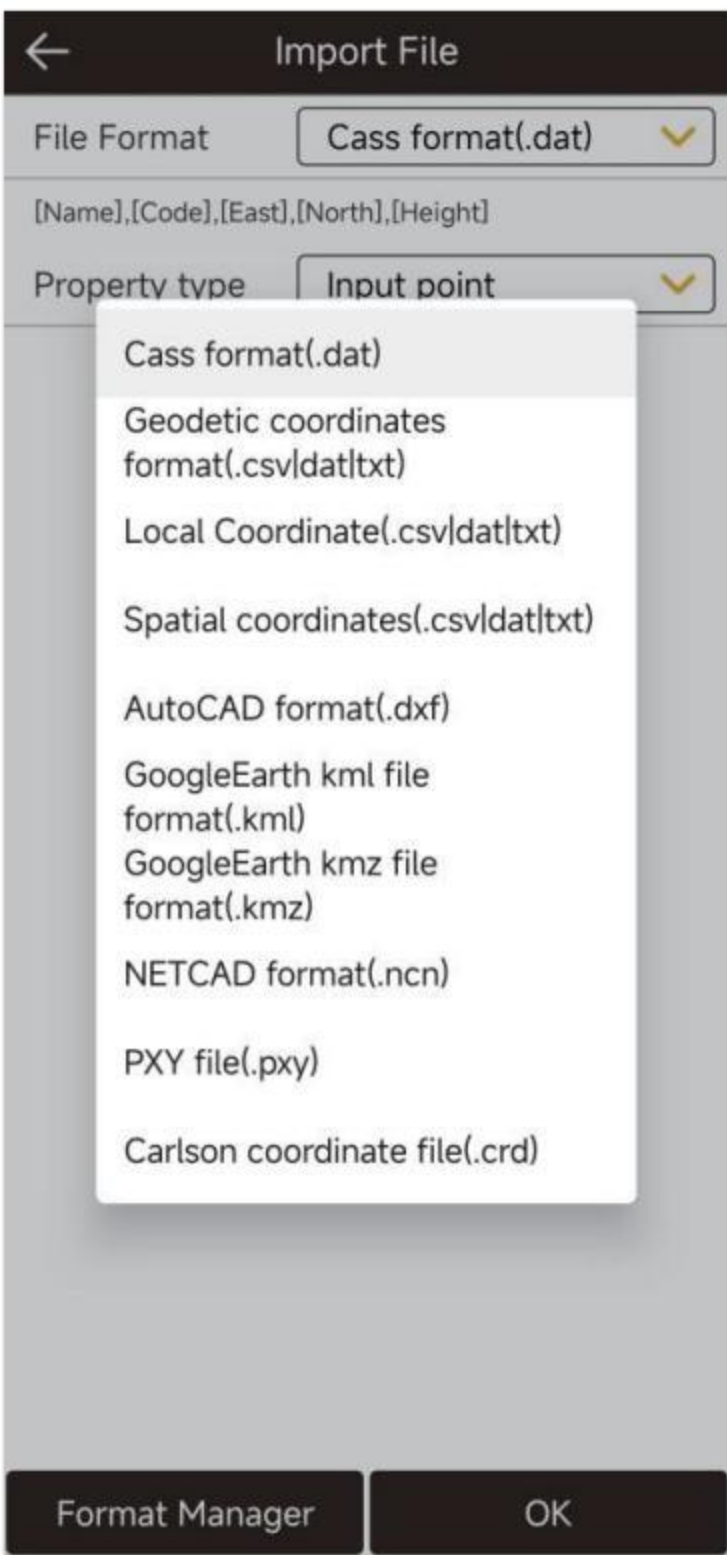 Import File
File Format
Cass format(.dat)
[Name],[Code],[East],[North],[Height]
Property type
Input point
Cass format(.dat)
Geodetic coordinates
format(.csv|dat|txt)
Local Coordinate(.csv|dat|txt)
Spatial coordinates(.csv|dat|txt)
AutoCAD format(.dxf)
GoogleEarth kml file
format(.kml)
GoogleEarth kmz file
format(.kmz)
NETCAD format(.ncn)
PXY file(.pxy)
Carlson coordinate file(.crd)
Format Manager
OK